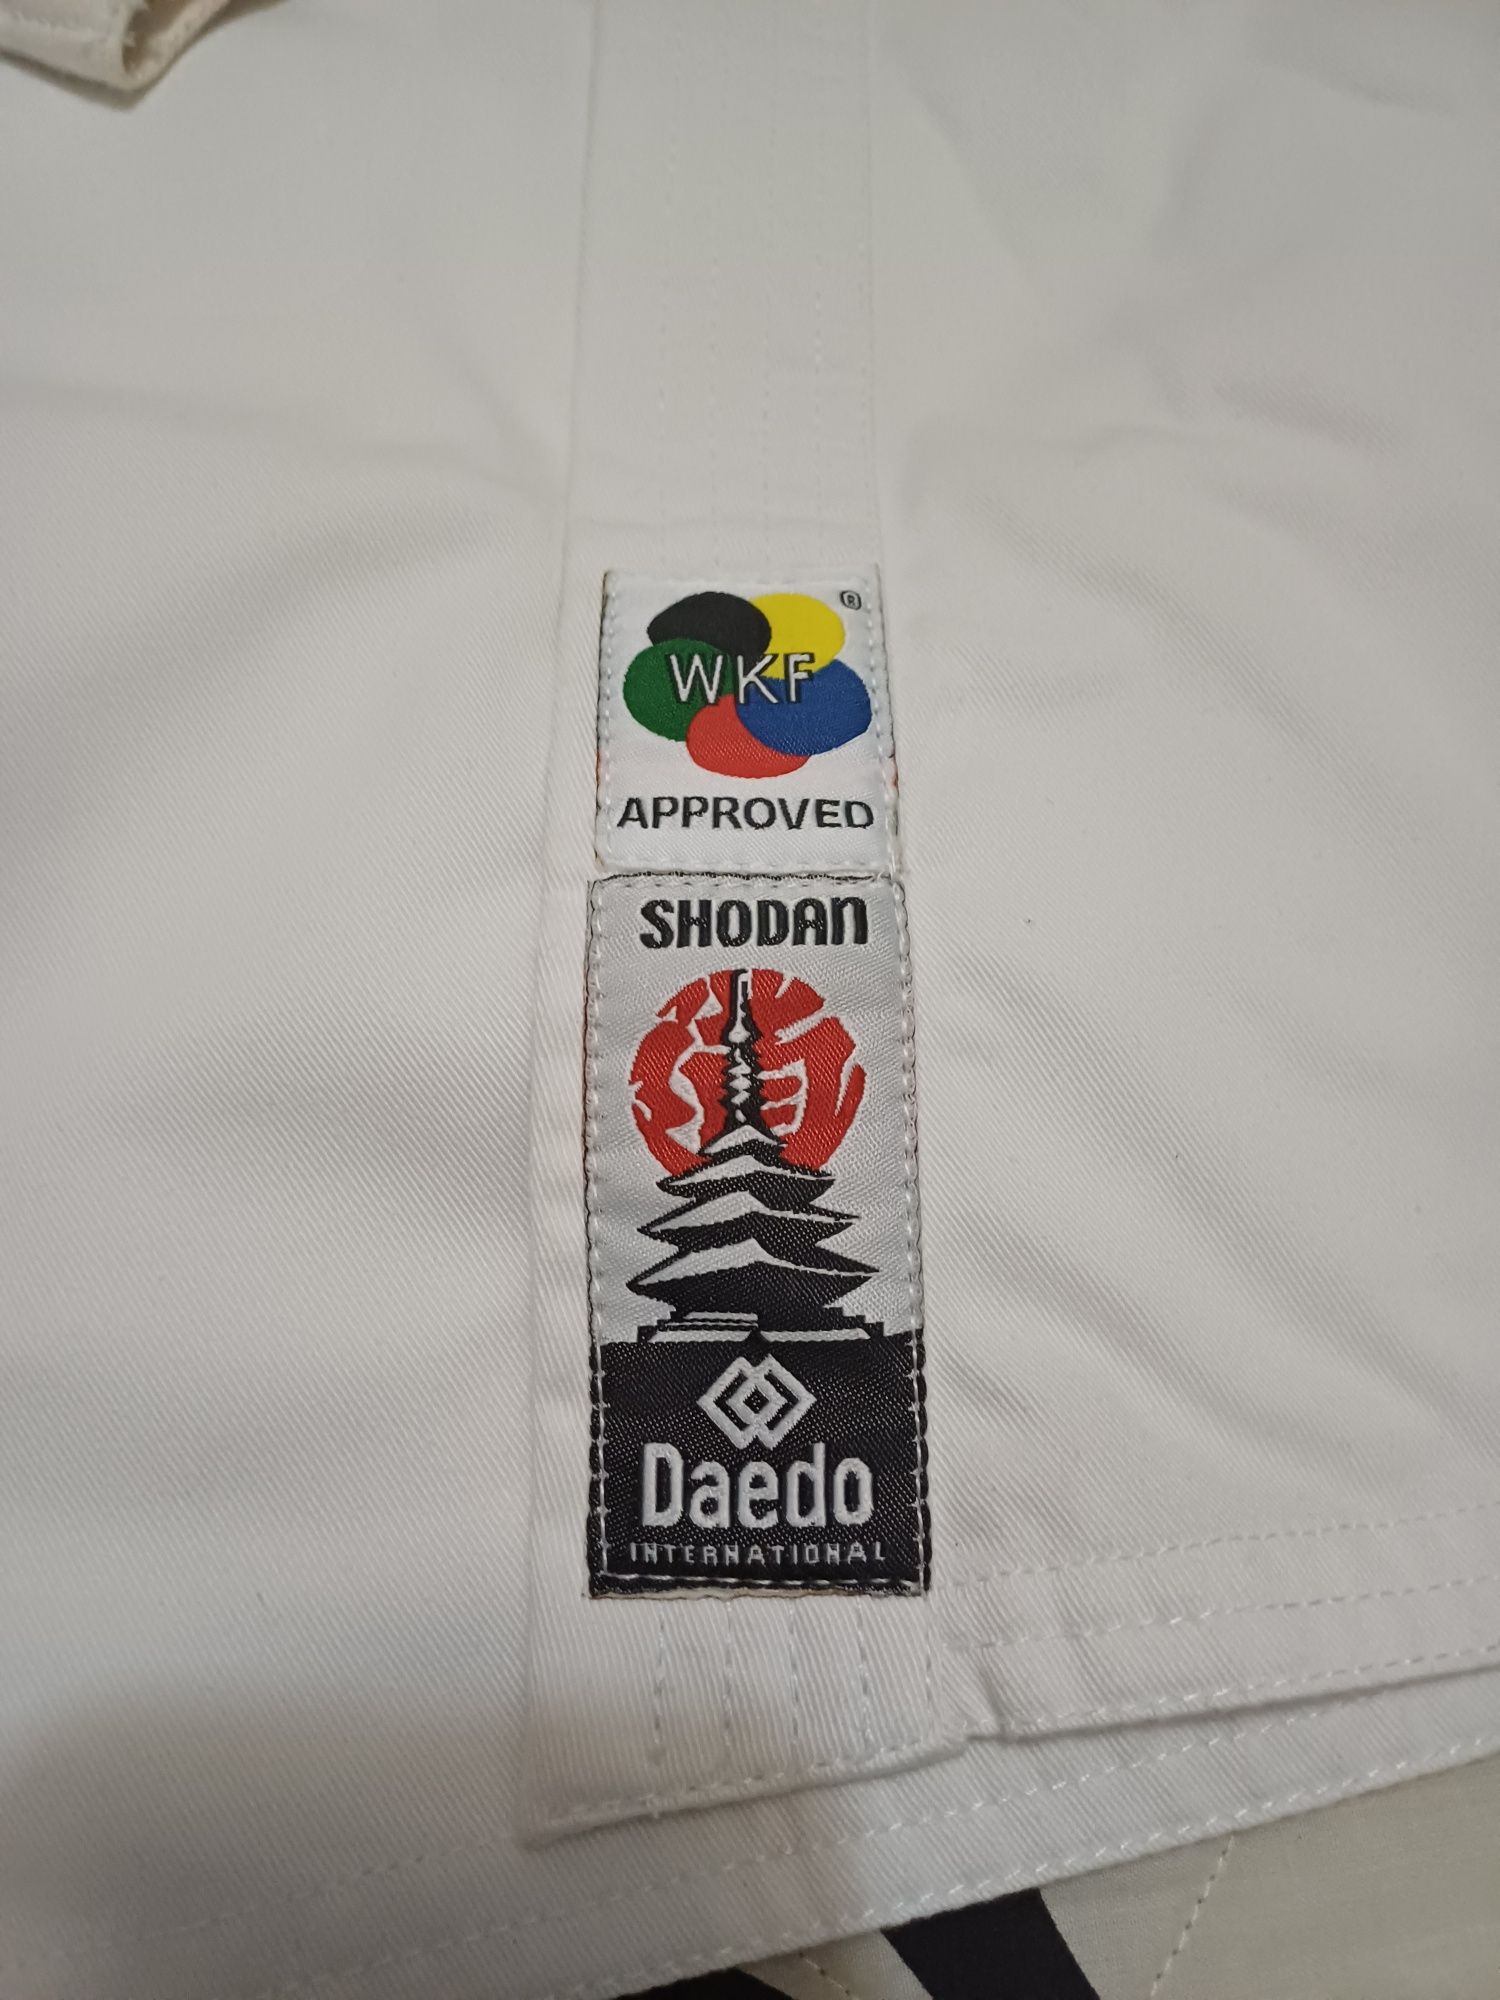 ®
WKF
APPROVED
SHODAN
Daedo
INTERNATIONAL